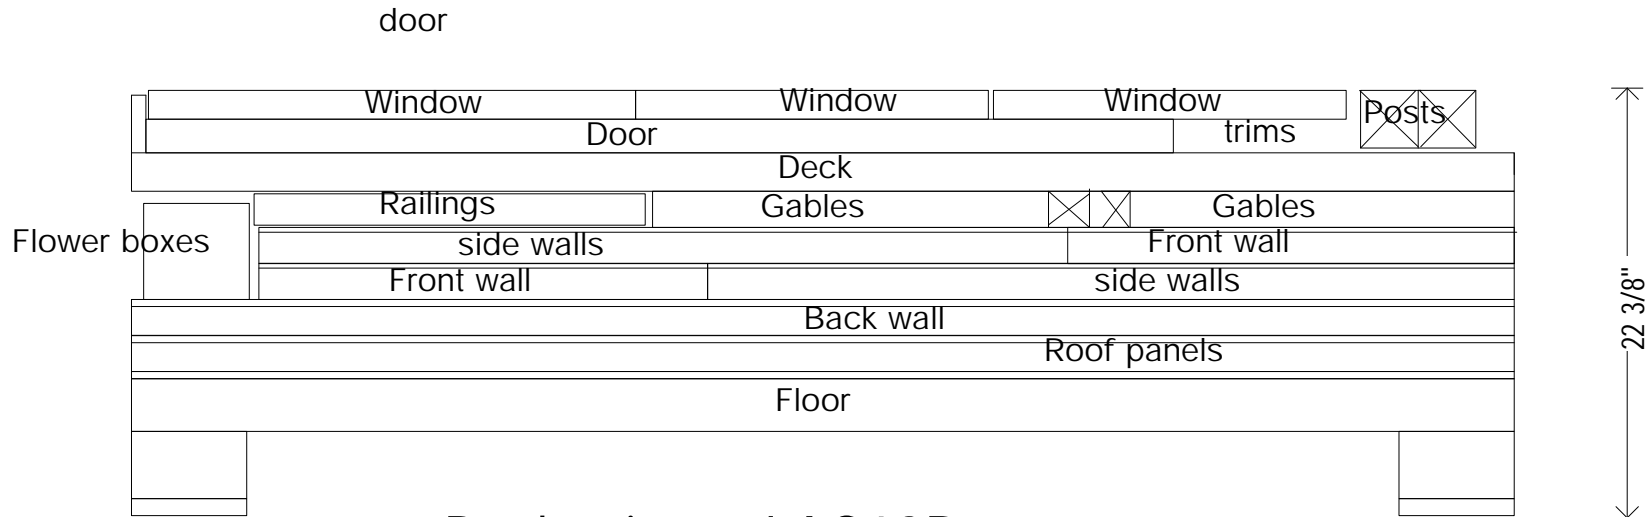 door
Window Window Window Posts
Door trims
Deck
Railings Gables Gables
Flower boxes side walls Front wall
Front wall side walls
Back wall
Roof panels
Floor
22 3/8"